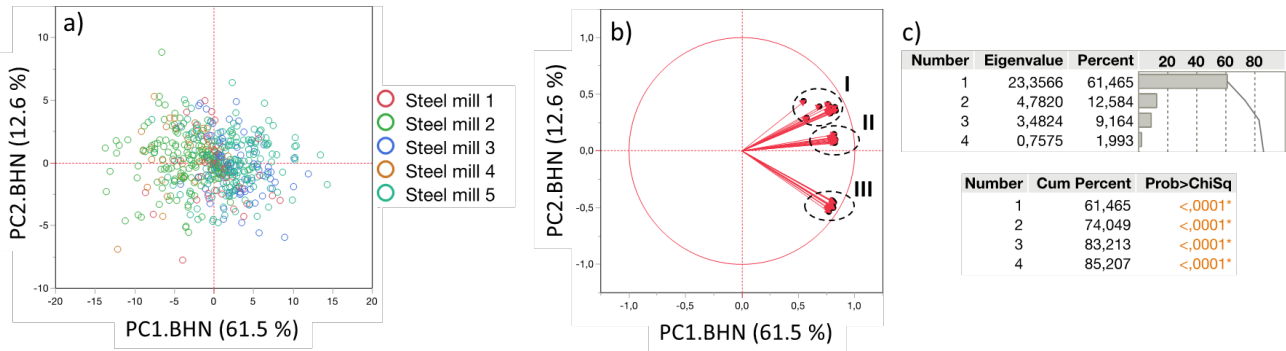 a)
10
5
0
-5
-10
-20
-15
-10
-5
0
5
10
15
20
PC2.BHN (12.6 %)
PC1.BHN (61.5 %)
Steel mill 1
Steel mill 2
Steel mill 3
Steel mill 4
Steel mill 5
b)
1,0
0,5
0,0
-0,5
-1,0
-1,0
0,0
0,5
1,0
I
II
III
PC2.BHN (12.6 %)
PC1.BHN (61.5 %)
c)
Number Eigenvalue Percent 20 40 60 80
1 23,3566 61,465
2 4,7820 12,584
3 3,4824 9,164
4 0,7575 1,993
Number Cum Percent Prob>ChiSq
1 61,465 <,0001*
2 74,049 <,0001*
3 83,213 <,0001*
4 85,207 <,0001*